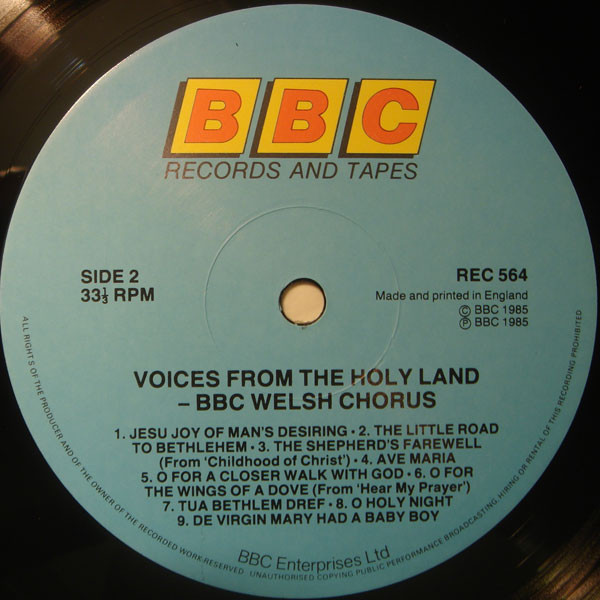 BBC
RECORDS AND TAPES
SIDE 2
33⅓ RPM
REC 564
Made and printed in England
Ⓒ BBC 1985
Ⓟ BBC 1985
VOICES FROM THE HOLY LAND
– BBC WELSH CHORUS
1. JESU JOY OF MAN'S DESIRING · 2. THE LITTLE ROAD
TO BETHLEHEM · 3. THE SHEPHERD'S FAREWELL
(From 'Childhood of Christ') · 4. AVE MARIA
5. O FOR A CLOSER WALK WITH GOD · 6. O FOR
THE WINGS OF A DOVE (From 'Hear My Prayer')
7. TUA BETHLEM DREF · 8. O HOLY NIGHT
9. DE VIRGIN MARY HAD A BABY BOY
BBC Enterprises Ltd
ALL RIGHTS OF THE PRODUCER AND OF THE OWNER OF THE RECORDED WORK RESERVED. UNAUTHORISED COPYING PUBLIC PERFORMANCE BROADCASTING, HIRING OR RENTAL OF THIS RECORDING PROHIBITED